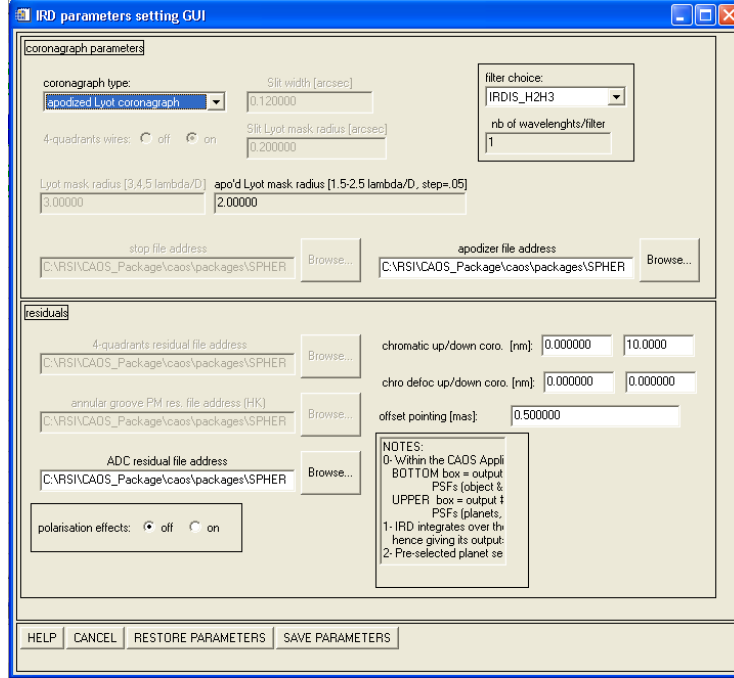 IRD parameters setting GUI
coronagraph parameters
coronagraph type:
apodized Lyot coronagraph
Slit width [arcsec]
0.120000
filter choice:
IRDIS_H2H3
nb of wavelenghts/filter
1
4-quadrants wires: off on
Slit Lyot mask radius [arcsec]
0.200000
Lyot mask radius [3,4,5 lambda/D]
3.00000
apo'd Lyot mask radius [1.5-2.5 lambda/D, step=.05]
2.00000
stop file address
C:\RSI\CAOS_Package\caos\packages\SPHER
Browse...
apodizer file address
C:\RSI\CAOS_Package\caos\packages\SPHER
Browse...
residuals
4-quadrants residual file address
C:\RSI\CAOS_Package\caos\packages\SPHER
Browse...
annular groove PM res. file address (HK)
C:\RSI\CAOS_Package\caos\packages\SPHER
Browse...
ADC residual file address
C:\RSI\CAOS_Package\caos\packages\SPHER
Browse...
polarisation effects: off on
chromatic up/down coro. [nm]: 0.000000 10.0000
chro defoc up/down coro. [nm]: 0.000000 0.000000
offset pointing [mas]: 0.500000
NOTES:
0- Within the CAOS Appli
BOTTOM box = output
PSFs (object &
UPPER box = output ‡
PSFs (planets,
1- IRD integrates over the
hence giving its output:
2- Pre-selected planet se
HELP CANCEL RESTORE PARAMETERS SAVE PARAMETERS